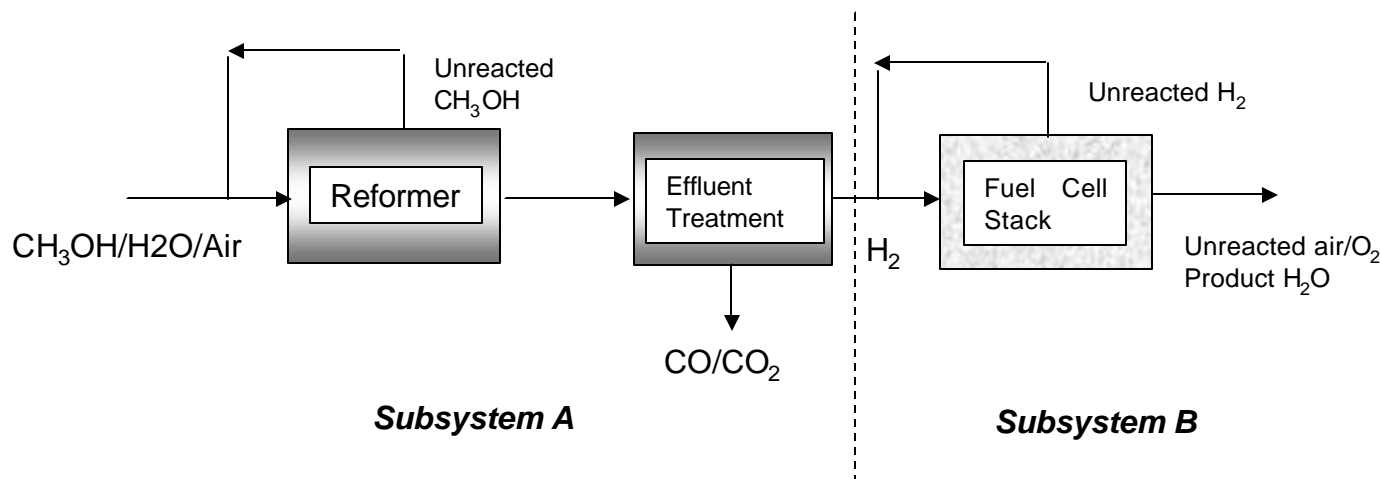 Unreacted
CH₃OH
Reformer
CH₃OH/H2O/Air
Effluent
Treatment
CO/CO₂
Subsystem A
Unreacted H₂
H₂
Fuel Cell
Stack
Unreacted air/O₂
Product H₂O
Subsystem B